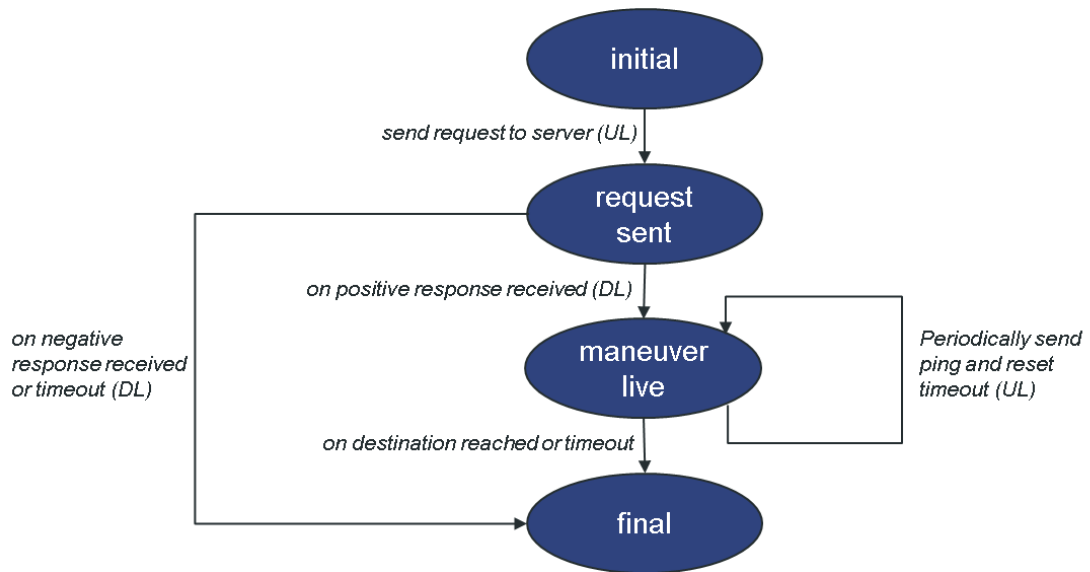 initial
send request to server (UL)
request
sent
on positive response received (DL)
on negative
response received
or timeout (DL)
maneuver
live
Periodically send
ping and reset
timeout (UL)
on destination reached or timeout
final